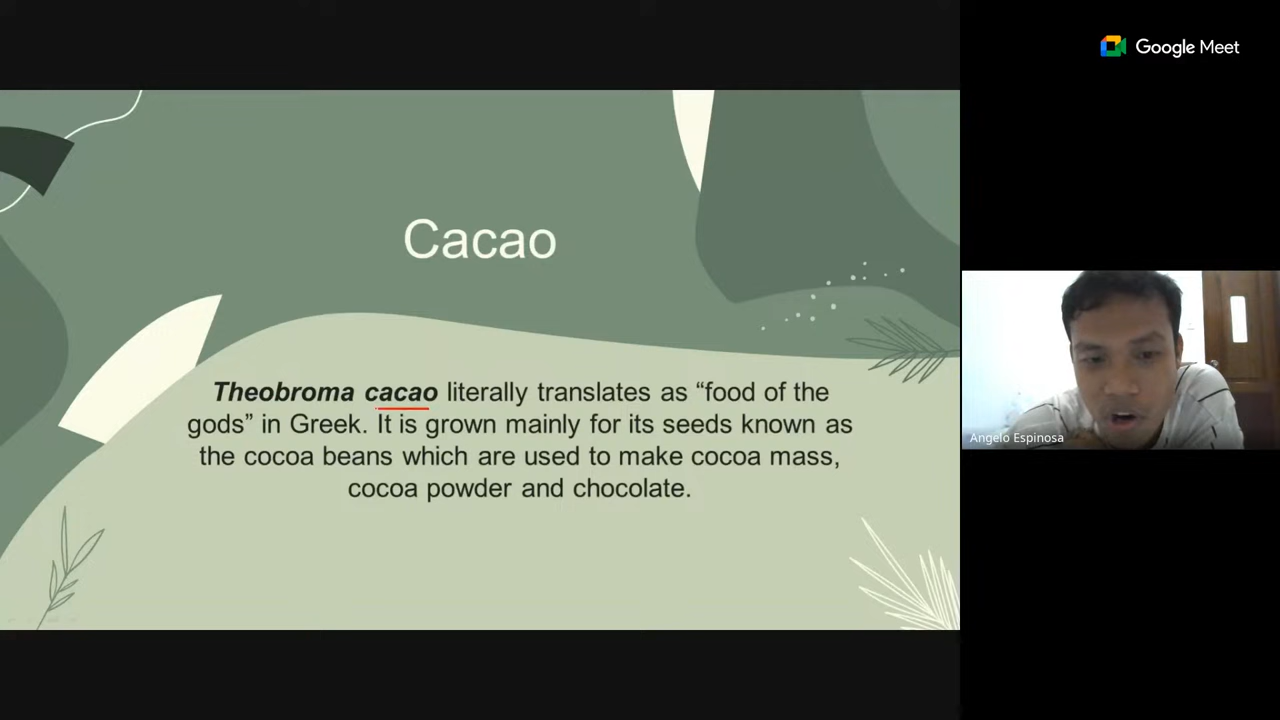 Google Meet
Cacao
Theobroma cacao literally translates as “food of the
gods” in Greek. It is grown mainly for its seeds known as
the cocoa beans which are used to make cocoa mass,
cocoa powder and chocolate.
Angelo Espinosa